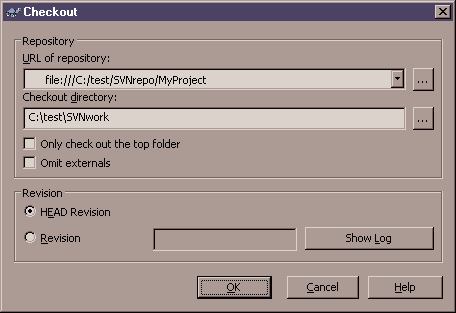 Checkout
Repository
URL of repository:
file:///C:/test/SVNrepo/MyProject
...
Checkout directory:
C:\test\SVNwork
...
Only check out the top folder
Omit externals
Revision
HEAD Revision
Revision
Show Log
OK Cancel Help